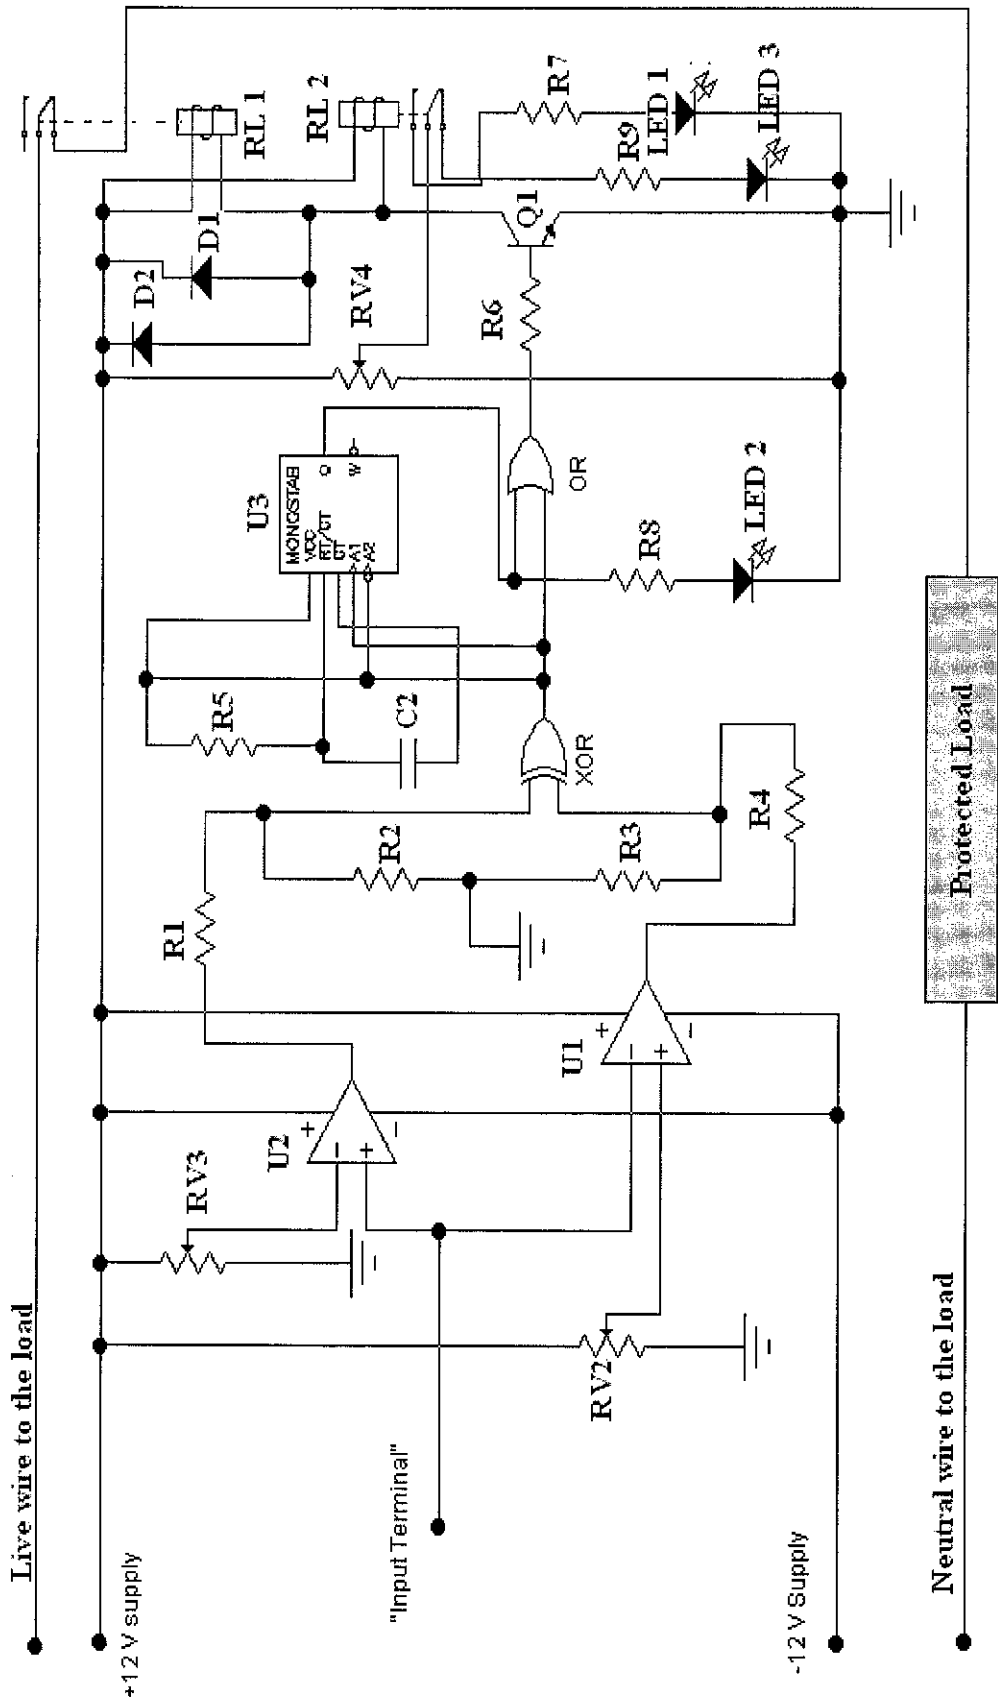 Live wire to the load
+12 V supply
"Input Terminal"
-12 V Supply
Neutral wire to the load
RV3
RV2
U2
+
-
-
+
U1
+
-
-
+
R1
R2
R3
R4
XOR
R5
C2
U3
MONOSTAB
VCC
RT/CT
CT
A1
A2
Q
W
OR
R8
LED 2
R6
RV4
D2
D1
Q1
RL 1
RL 2
R9
R7
LED 1
LED 3
Protected Load